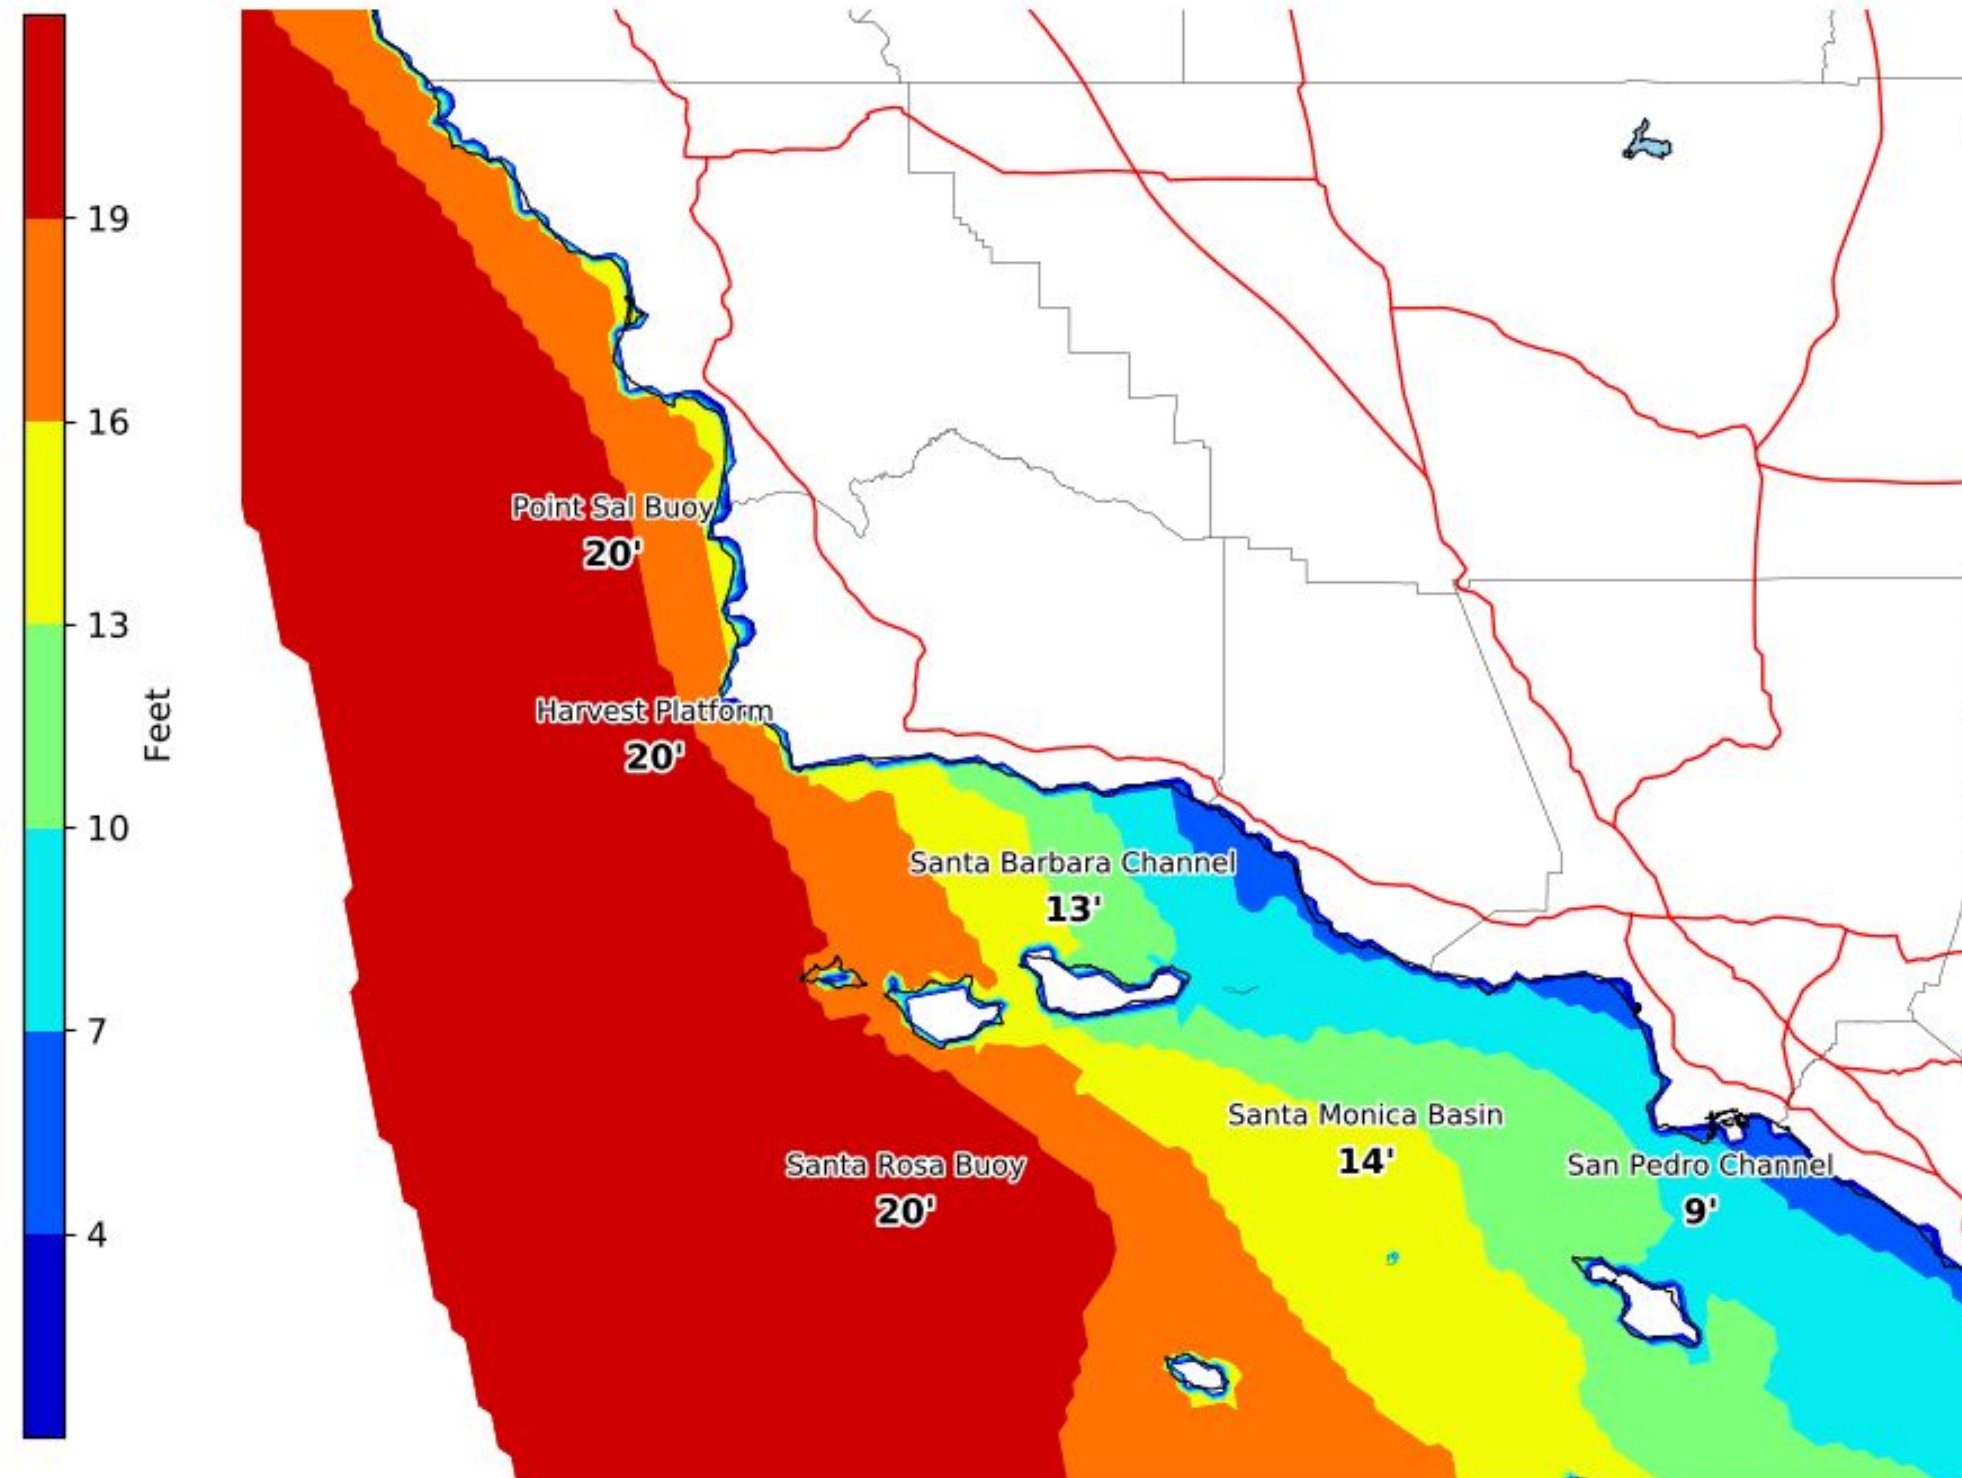 19
16
13
10
7
4
Feet
Point Sal Buoy
20'
Harvest Platform
20'
Santa Barbara Channel
13'
Santa Monica Basin
14'
Santa Rosa Buoy
20'
San Pedro Channel
9'